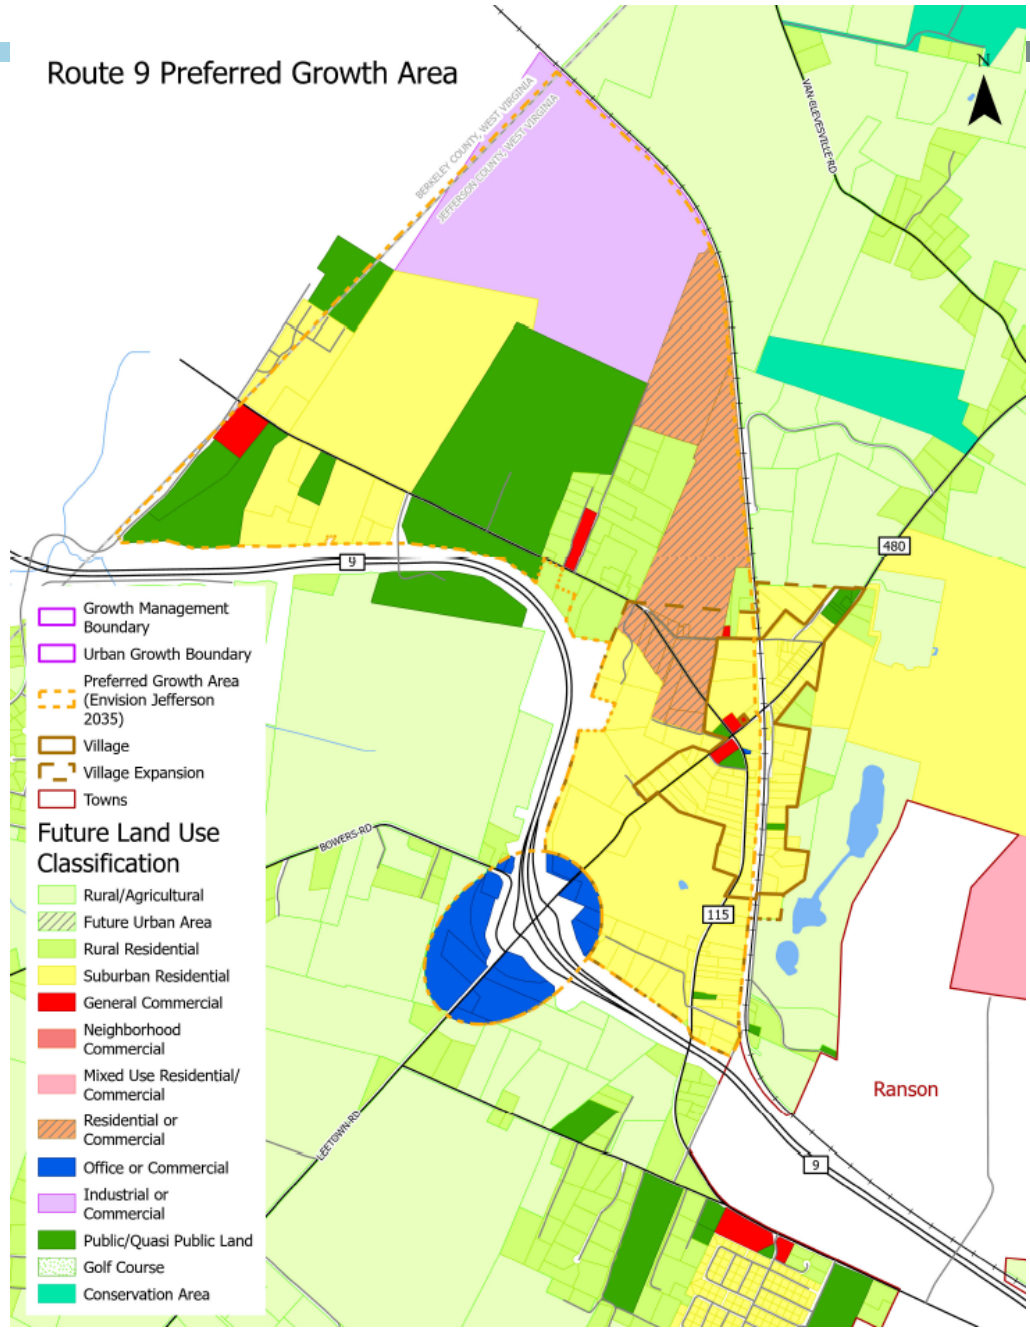 Route 9 Preferred Growth Area
N
BERKELEY COUNTY, WEST VIRGINIA
JEFFERSON COUNTY, WEST VIRGINIA
VAN CLEVESVILLE RD
480
9
Growth Management
Boundary
Urban Growth Boundary
Preferred Growth Area
(Envision Jefferson
2035)
Village
Village Expansion
Towns
Future Land Use
Classification
Rural/Agricultural
Future Urban Area
Rural Residential
Suburban Residential
General Commercial
Neighborhood
Commercial
Mixed Use Residential/
Commercial
Residential or
Commercial
Office or Commercial
Industrial or
Commercial
Public/Quasi Public Land
Golf Course
Conservation Area
BOWERS RD
115
LEETOWN RD
Ranson
9